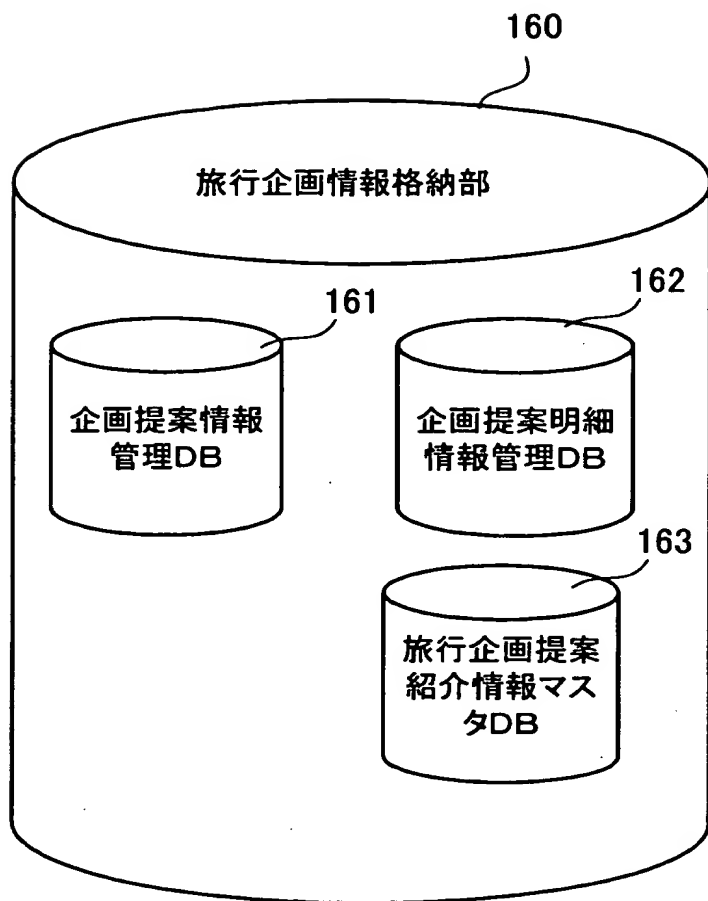 160
旅行企画情報格納部
161
162
企画提案情報
管理DB
企画提案明細
情報管理DB
163
旅行企画提案
紹介情報マス
タDB